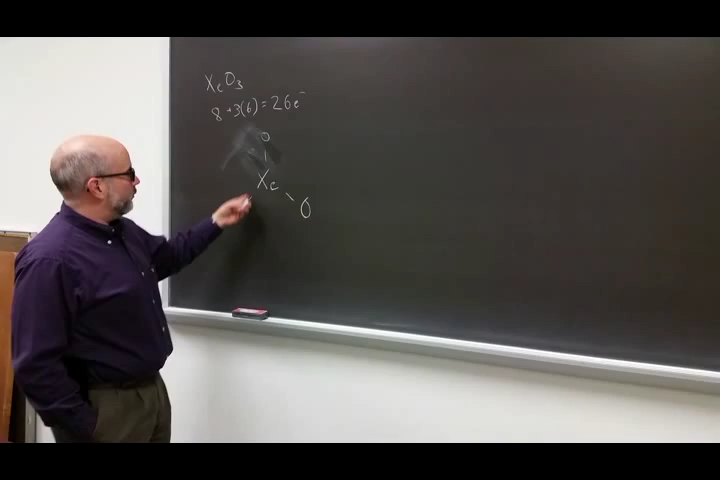 XeO3
8 + 3(6) = 26e-
O
|
Xe
\
O